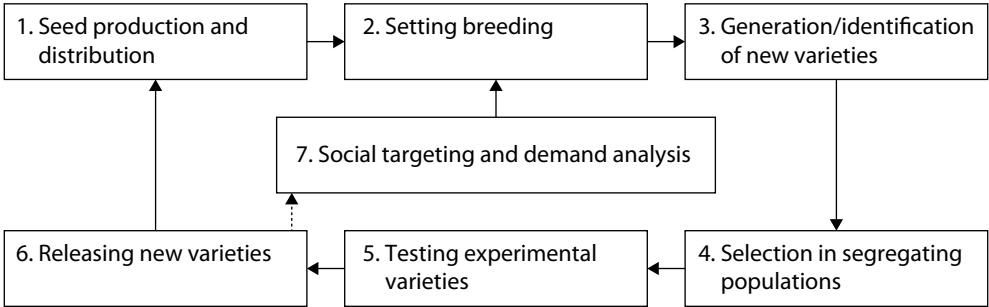 1. Seed production and
distribution
2. Setting breeding
3. Generation/identification
of new varieties
7. Social targeting and demand analysis
6. Releasing new varieties
5. Testing experimental
varieties
4. Selection in segregating
populations